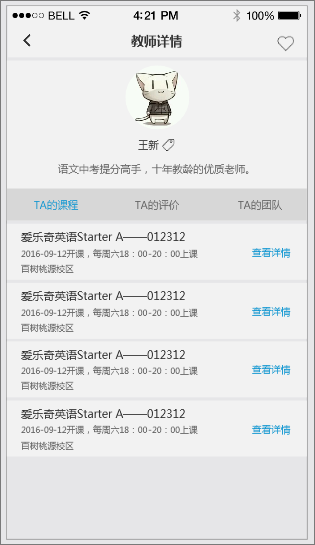 BELL 4:21 PM 100%
教师详情
王新
语文中考提分高手，十年教龄的优质老师。
TA的课程 TA的评价 TA的团队
爱乐奇英语Starter A——012312
2016-09-12开课，每周六18：00-20：00上课
查看详情
百树桃源校区
爱乐奇英语Starter A——012312
2016-09-12开课，每周六18：00-20：00上课
查看详情
百树桃源校区
爱乐奇英语Starter A——012312
2016-09-12开课，每周六18：00-20：00上课
查看详情
百树桃源校区
爱乐奇英语Starter A——012312
2016-09-12开课，每周六18：00-20：00上课
查看详情
百树桃源校区